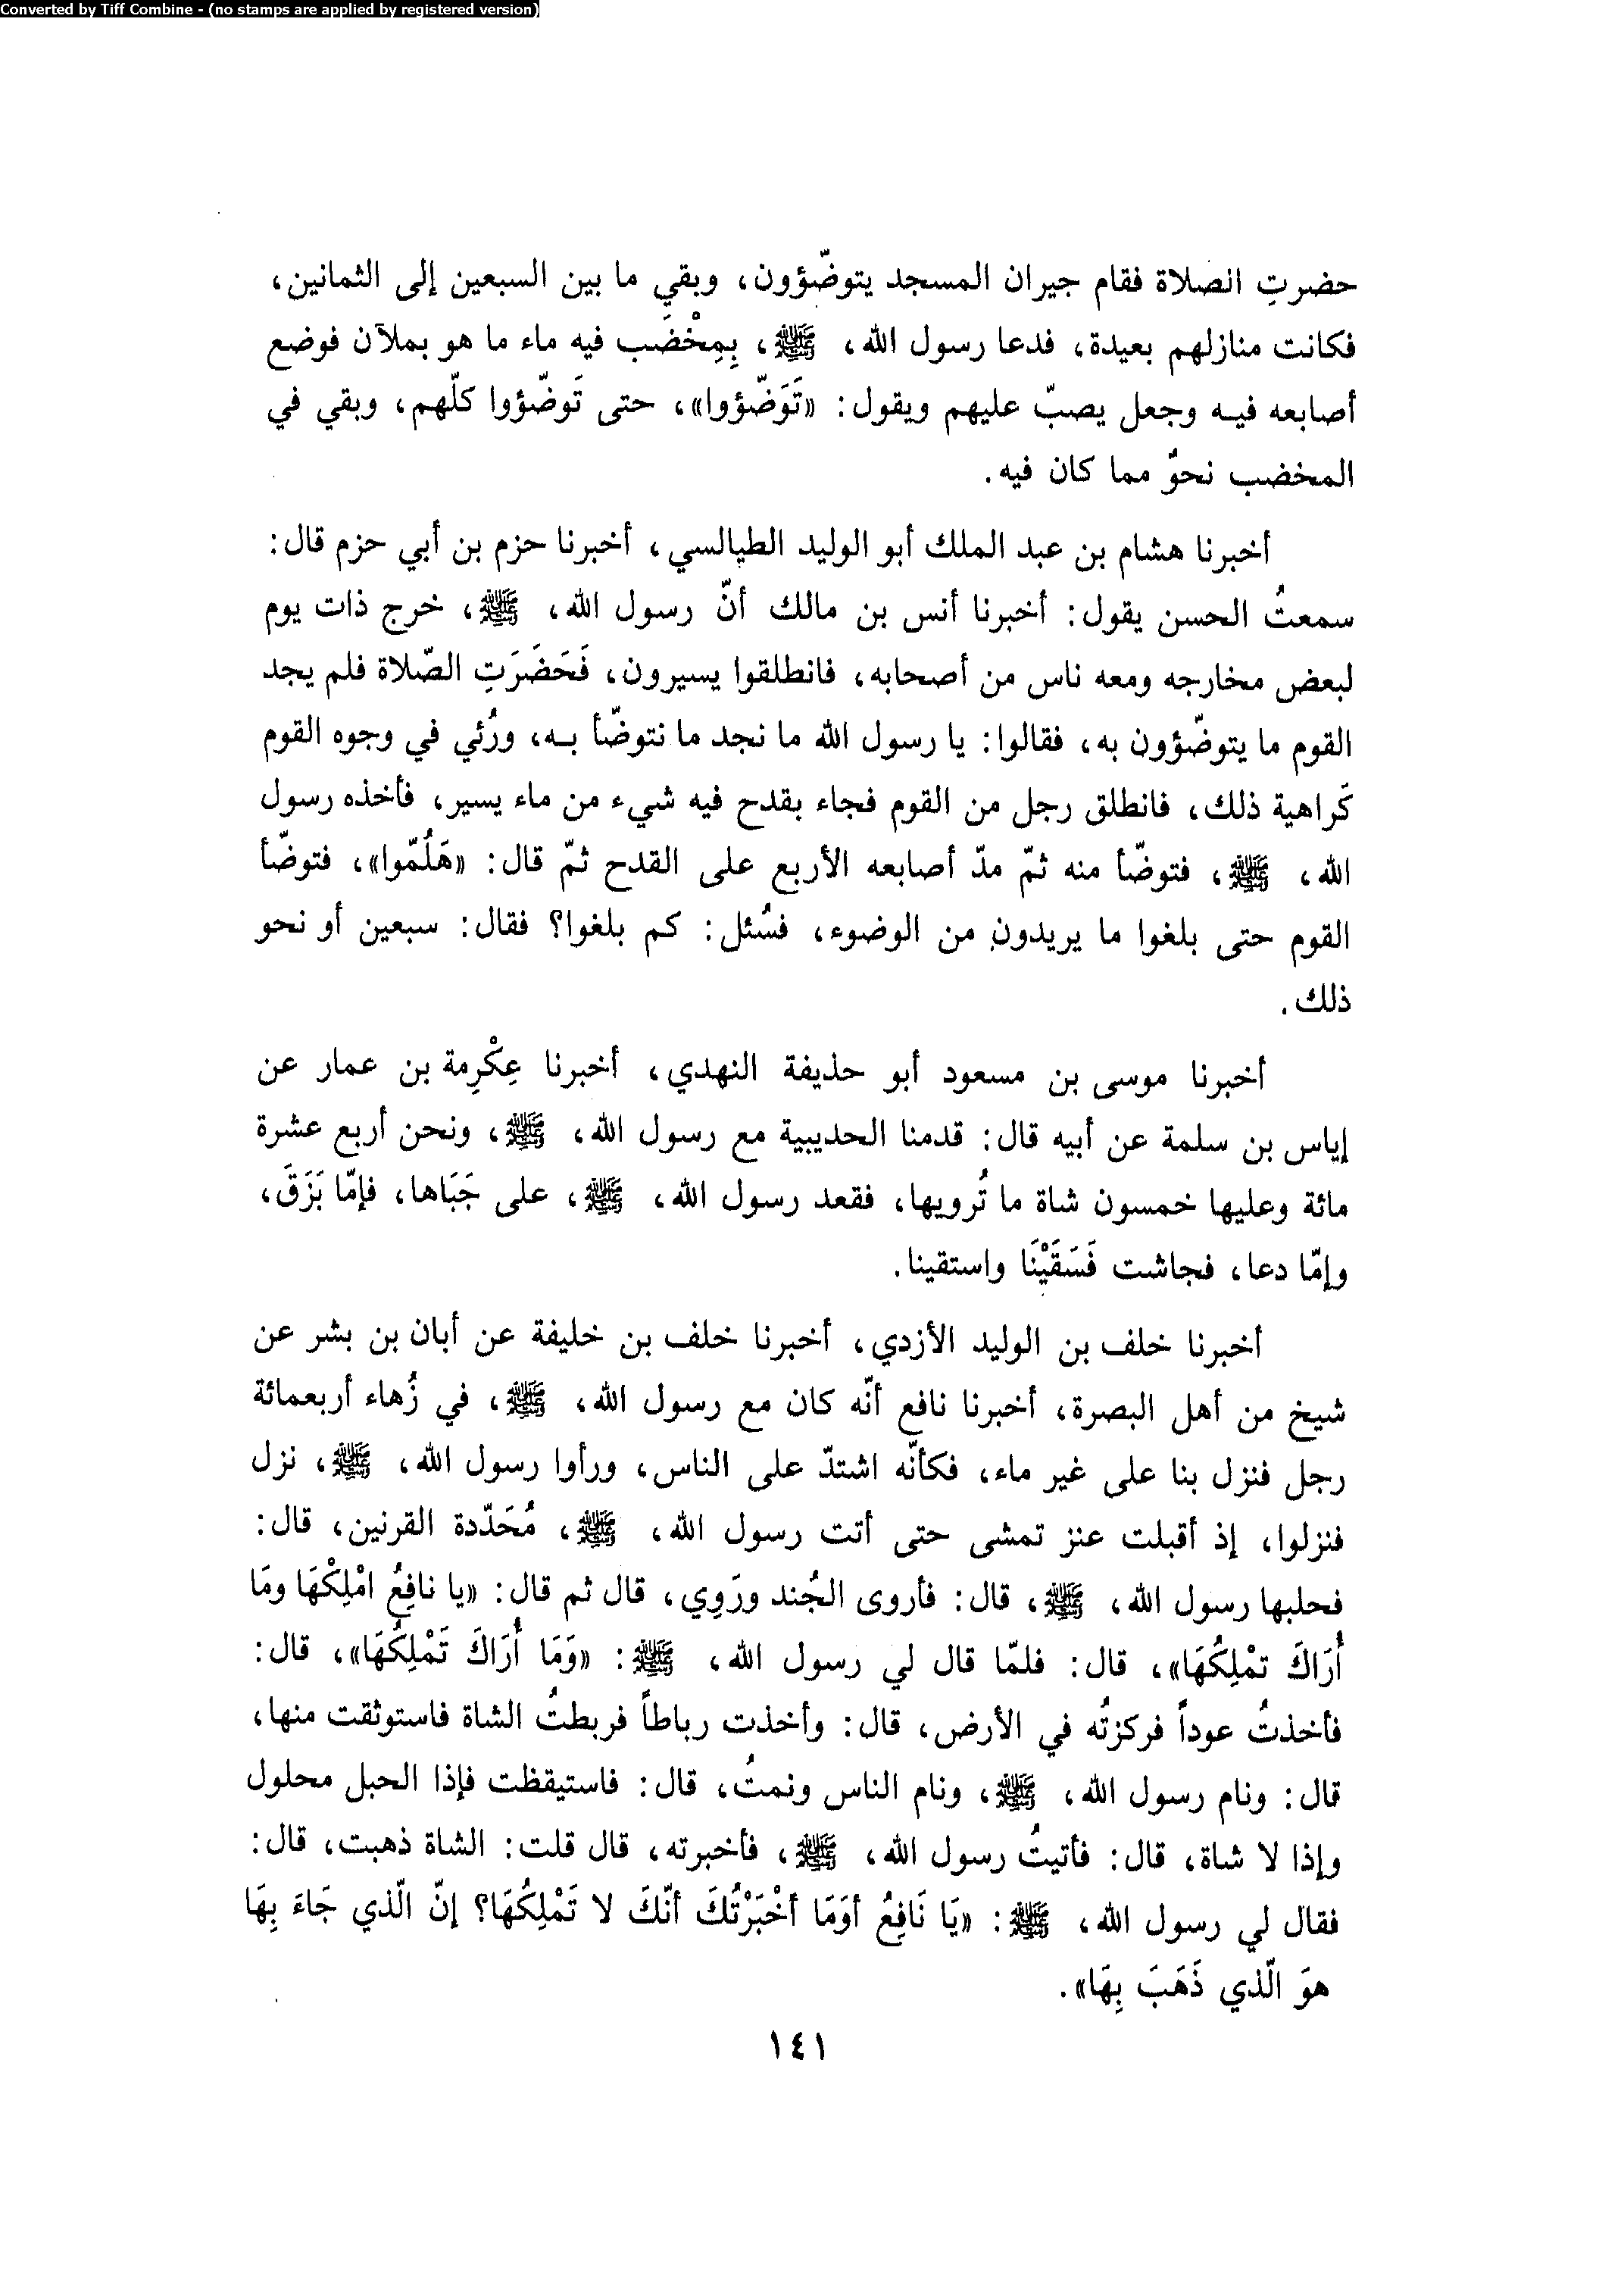 Converted by Tiff Combine - (no stamps are applied by registered version)
حضرتِ الصلاة فقام جيران المسجد يتوضّؤون، وبقي ما بين السبعين إلى الثمانين،
فكانت منازلهم بعيدة، فدعا رسول الله، ﷺ، بِمِخْضَب فيه ماء ما هو بملآن فوضع
أصابعه فيه وجعل يصبّ عليهم ويقول: «تَوَضّؤوا»، حتى تَوضّؤوا كلّهم، وبقي في
المخضب نحوٌ مما كان فيه.
أخبرنا هشام بن عبد الملك أبو الوليد الطيالسي، أخبرنا حزم بن أبي حزم قال:
سمعتُ الحسن يقول: أخبرنا أنس بن مالك أنّ رسول الله، ﷺ، خرج ذات يوم
لبعض مخارجه ومعه ناس من أصحابه، فانطلقوا يسيرون، فَحَضَرَتِ الصّلاة فلم يجد
القوم ما يتوضّؤون به، فقالوا: يا رسول الله ما نجد ما نتوضّأ به، ورُئي في وجوه القوم
كَراهية ذلك، فانطلق رجل من القوم فجاء بقدح فيه شيء من ماء يسير، فأخذه رسول
الله، ﷺ، فتوضّأ منه ثمّ مدّ أصابعه الأربع على القدح ثمّ قال: «هَلُمّوا»، فتوضّأ
القوم حتى بلغوا ما يريدون من الوضوء، فسُئل: كم بلغوا؟ فقال: سبعين أو نحو
ذلك.
أخبرنا موسى بن مسعود أبو حذيفة النهدي، أخبرنا عِكْرِمة بن عمار عن
إياس بن سلمة عن أبيه قال: قدمنا الحديبية مع رسول الله، ﷺ، ونحن أربع عشرة
مائة وعليها خمسون شاة ما تُرويها، فقعد رسول الله، ﷺ، على جَبَاها، فإمّا بَزَقَ،
وإمّا دعا، فجاشت فَسَقَيْنَا واستقينا.
أخبرنا خلف بن الوليد الأزدي، أخبرنا خلف بن خليفة عن أبان بن بشر عن
شيخ من أهل البصرة، أخبرنا نافع أنّه كان مع رسول الله، ﷺ، في زُهاء أربعمائة
رجل فنزل بنا على غير ماء، فكأنّه اشتدّ على الناس، ورأوا رسول الله، ﷺ، نزل
فنزلوا، إذ أقبلت عنز تمشى حتى أتت رسول الله، ﷺ، مُحَدّدة القرنين، قال:
فحلبها رسول الله، ﷺ، قال: فأروى الجُند ورَوِي، قال ثم قال: «يا نافِعُ امْلِكْهَا ومَا
أُرَاكَ تمْلِكُهَا»، قال: فلمّا قال لي رسول الله، ﷺ: «وَمَا أُرَاكَ تَمْلِكُهَا»، قال:
فأخذتُ عوداً فركزتُه في الأرض، قال: وأخذت رباطاً فربطتُ الشاة فاستوثقت منها،
قال: ونام رسول الله، ﷺ، ونام الناس ونمتُ، قال: فاستيقظت فإذا الحبل محلول
وإذا لا شاة، قال: فأتيتُ رسول الله، ﷺ، فأخبرته، قال قلت: الشاة ذهبت، قال:
فقال لي رسول الله، ﷺ: «يَا نَافِعُ أوَمَا أخْبَرْتُكَ أنّكَ لا تَمْلِكُهَا؟ إنّ الّذي جَاءَ بِهَا
هوَ الّذي ذَهَبَ بِهَا».
١٤١